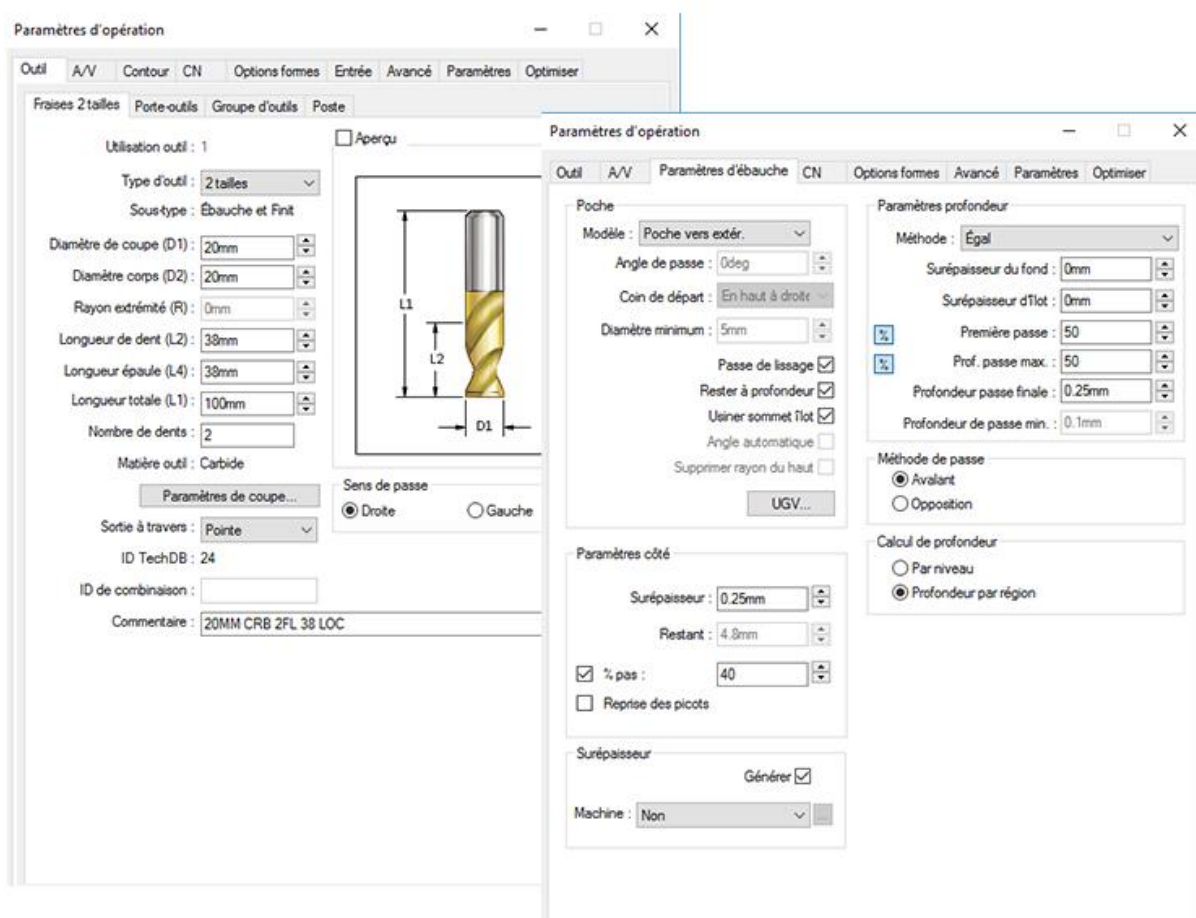 Paramètres d'opération
Outil A/V Contour CN Options formes Entrée Avancé Paramètres Optimiser
Fraises 2 tailles Porte-outils Groupe d'outils Poste
Utilisation outil : 1
Type d'outil : 2 tailles
Sous-type : Ébauche et Finit
Diamètre de coupe (D1) : 20mm
Diamètre corps (D2) : 20mm
Rayon extrémité (R) : 0mm
Longueur de dent (L2) : 38mm
Longueur épaule (L4) : 38mm
Longueur totale (L1) : 100mm
Nombre de dents : 2
Matière outil : Carbide
Paramètres de coupe...
Sortie à travers : Pointe
ID TechDB : 24
ID de combinaison :
Commentaire : 20MM CRB 2FL 38 LOC
Aperçu
L1
L2
D1
Sens de passe
Droite Gauche
Paramètres d'opération
Outil A/V Paramètres d'ébauche CN Options formes Avancé Paramètres Optimiser
Poche
Modèle : Poche vers extér.
Angle de passe : 0deg
Coin de départ : En haut à droite
Diamètre minimum : 5mm
Passe de lissage
Rester à profondeur
Usiner sommet îlot
Angle automatique
Supprimer rayon du haut
UGV...
Paramètres côté
Surépaisseur : 0.25mm
Restant : 4.8mm
% pas : 40
Reprise des picots
Surépaisseur
Générer
Machine : Non
...
Paramètres profondeur
Méthode : Égal
Surépaisseur du fond : 0mm
Surépaisseur d'îlot : 0mm
% Première passe : 50
% Prof. passe max. : 50
Profondeur passe finale : 0.25mm
Profondeur de passe min. : 0.1mm
Méthode de passe
Avalant
Opposition
Calcul de profondeur
Par niveau
Profondeur par région